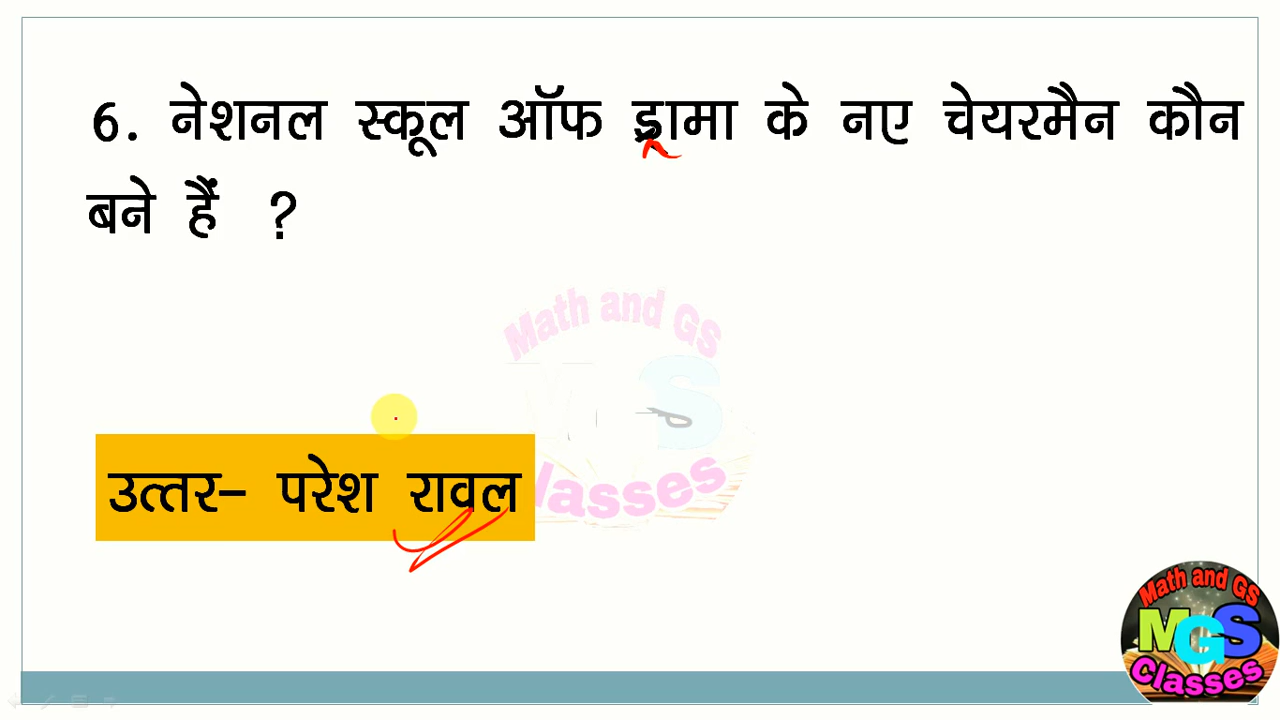 6. नेशनल स्कूल ऑफ ड्रामा के नए चेयरमैन कौन
बने हैं ?
Math and GS
MGS
Classes
उत्तर– परेश रावल
Math and GS
MGS
Classes